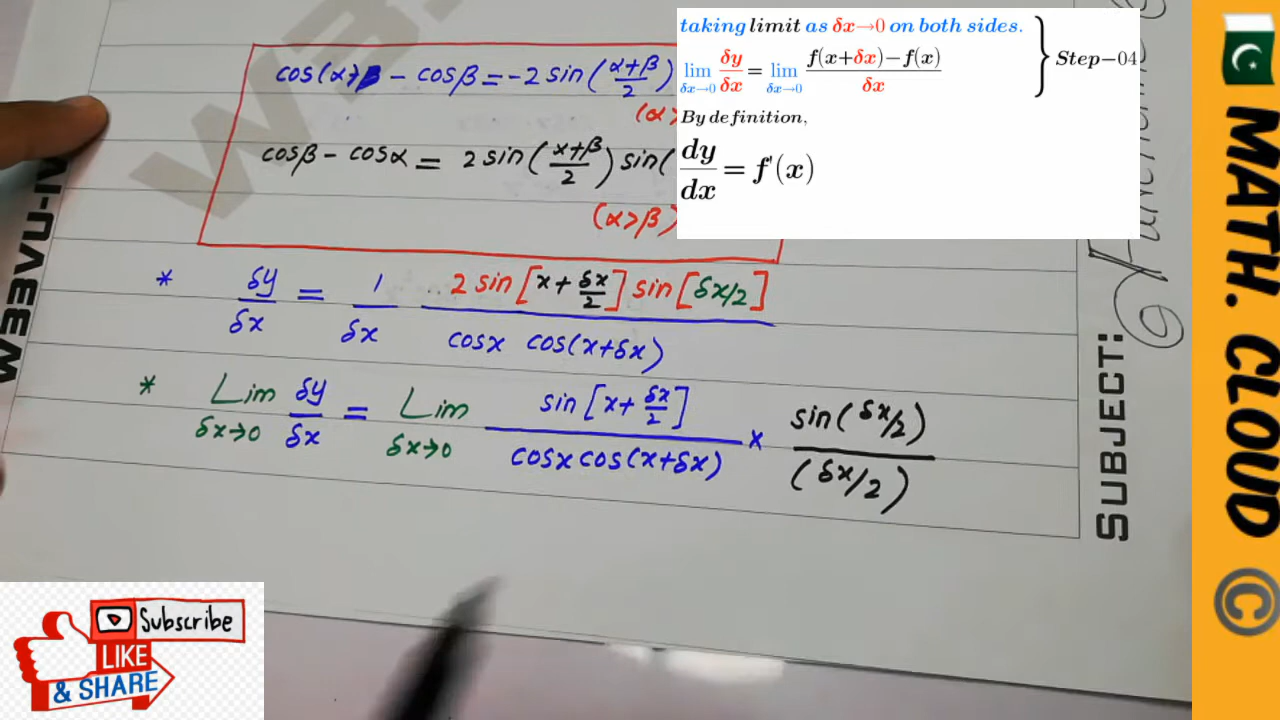 taking limit as δx→0 on both sides.
lim δx→0 δy/δx = lim δx→0 f(x+δx)−f(x)/δx } Step−04
By definition,
dy/dx = f'(x)
cos(α − cosβ = -2 sin(α+β/2)
(α>
cosβ - cosα = 2 sin(x+β/2) sin(
(α>β)
* δy/δx = 1/δx 2 sin[x+δx/2] sin[δx/2] / cosx cos(x+δx)
* Lim δx→0 δy/δx = Lim δx→0 sin[x+δx/2] / cosx cos(x+δx) × sin(δx/2) / (δx/2)
SUBJECT:
MATH. CLOUD ©
Subscribe
LIKE
& SHARE